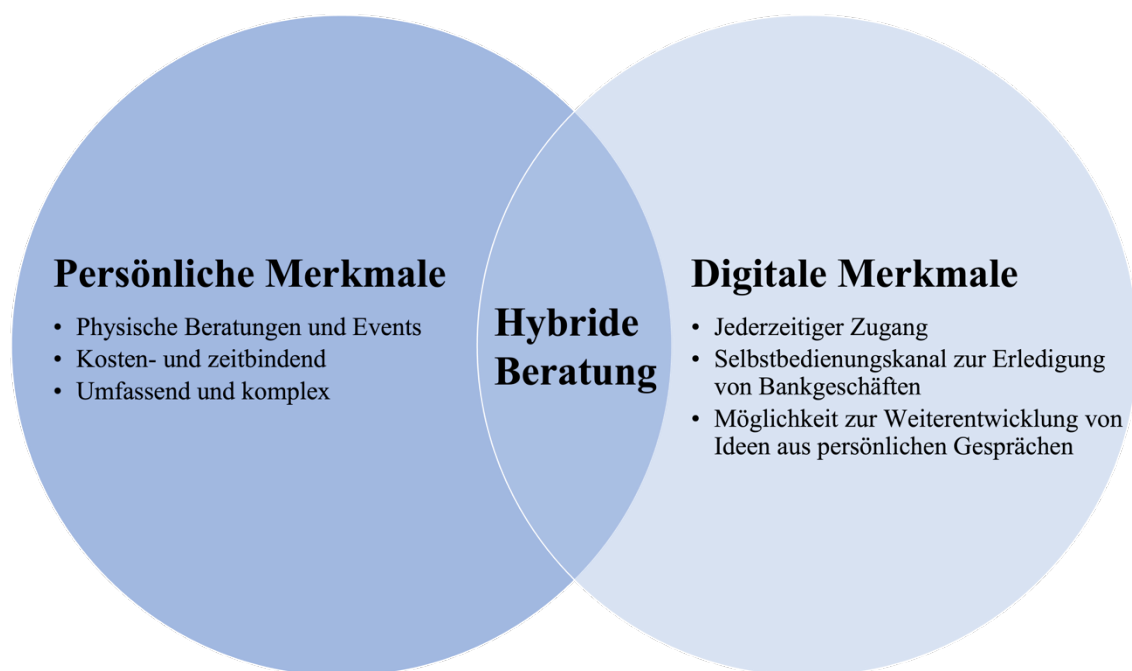 Persönliche Merkmale
• Physische Beratungen und Events
• Kosten- und zeitbindend
• Umfassend und komplex
Hybride
Beratung
Digitale Merkmale
• Jederzeitiger Zugang
• Selbstbedienungskanal zur Erledigung
von Bankgeschäften
• Möglichkeit zur Weiterentwicklung von
Ideen aus persönlichen Gesprächen